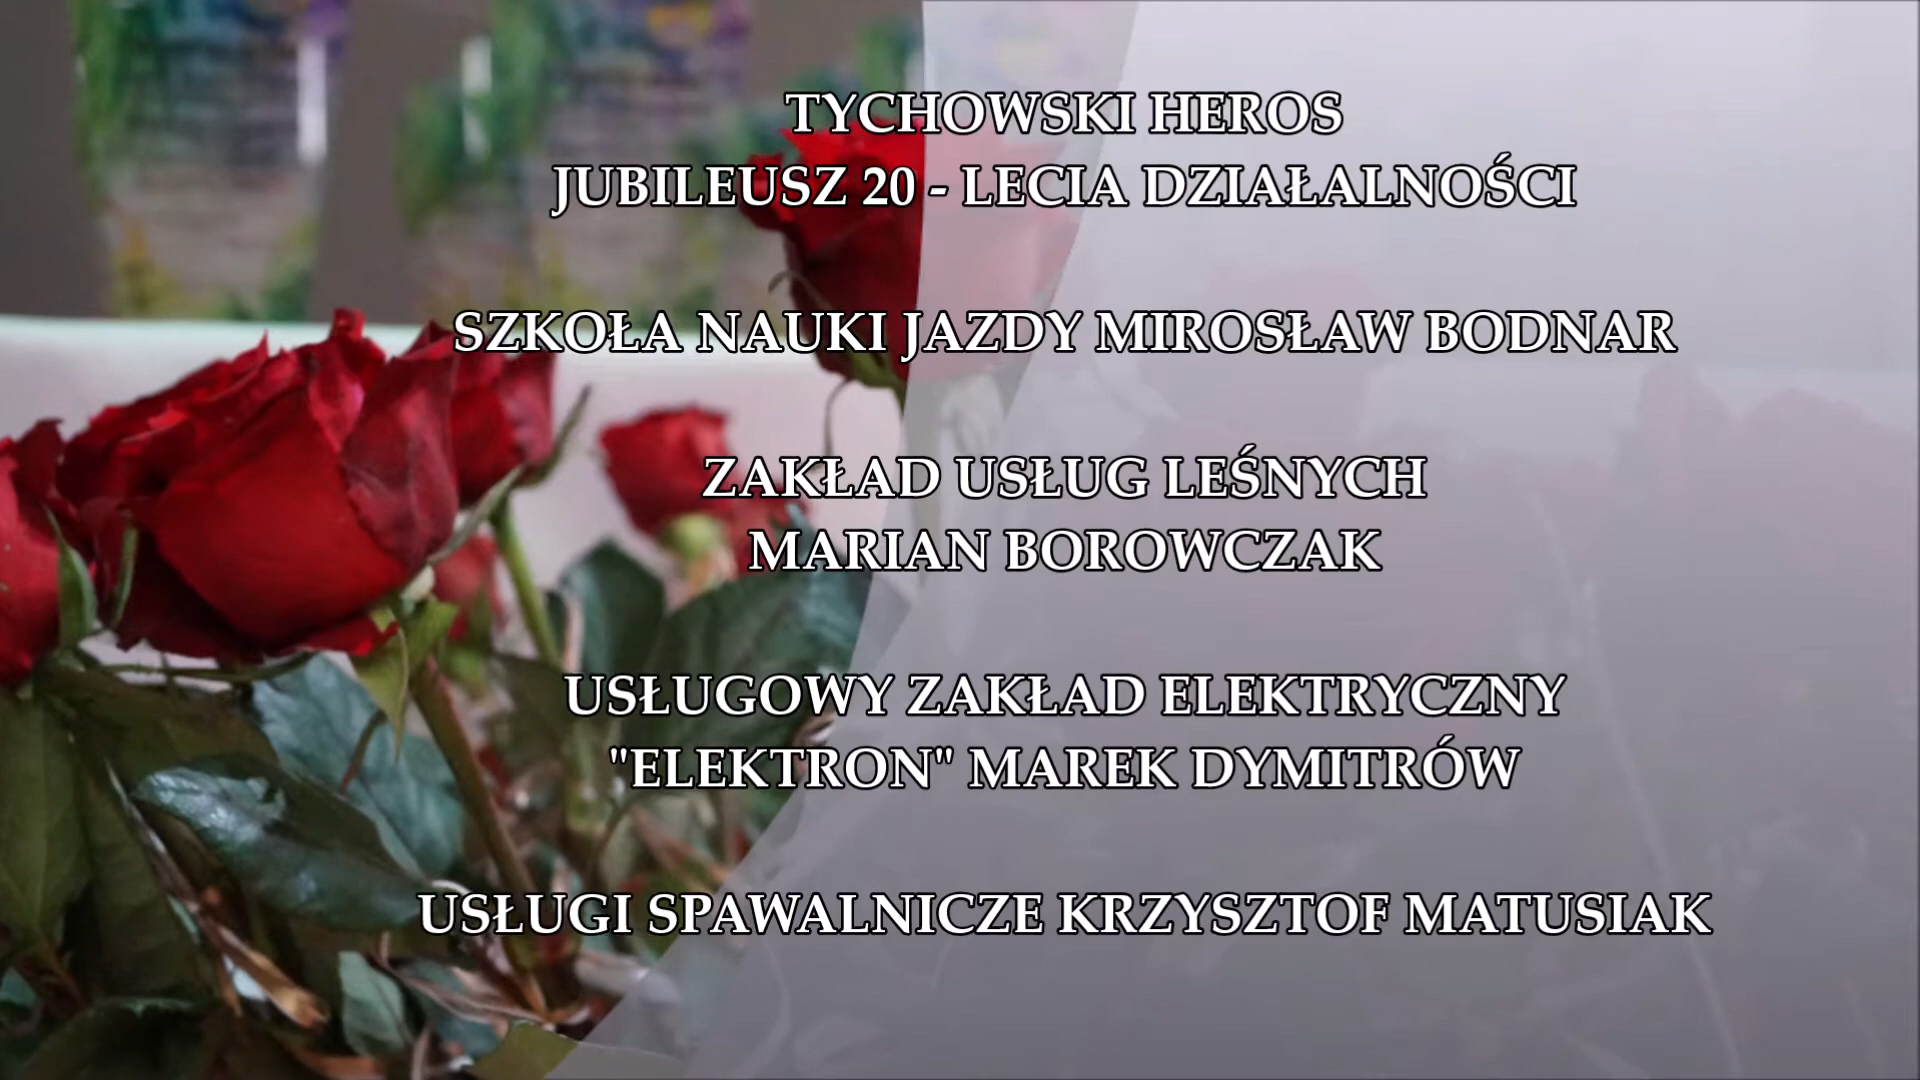 TYCHOWSKI HEROS
JUBILEUSZ 20 - LECIA DZIAŁALNOŚCI
SZKOŁA NAUKI JAZDY MIROSŁAW BODNAR
ZAKŁAD USŁUG LEŚNYCH
MARIAN BOROWCZAK
USŁUGOWY ZAKŁAD ELEKTRYCZNY
"ELEKTRON" MAREK DYMITRÓW
USŁUGI SPAWALNICZE KRZYSZTOF MATUSIAK